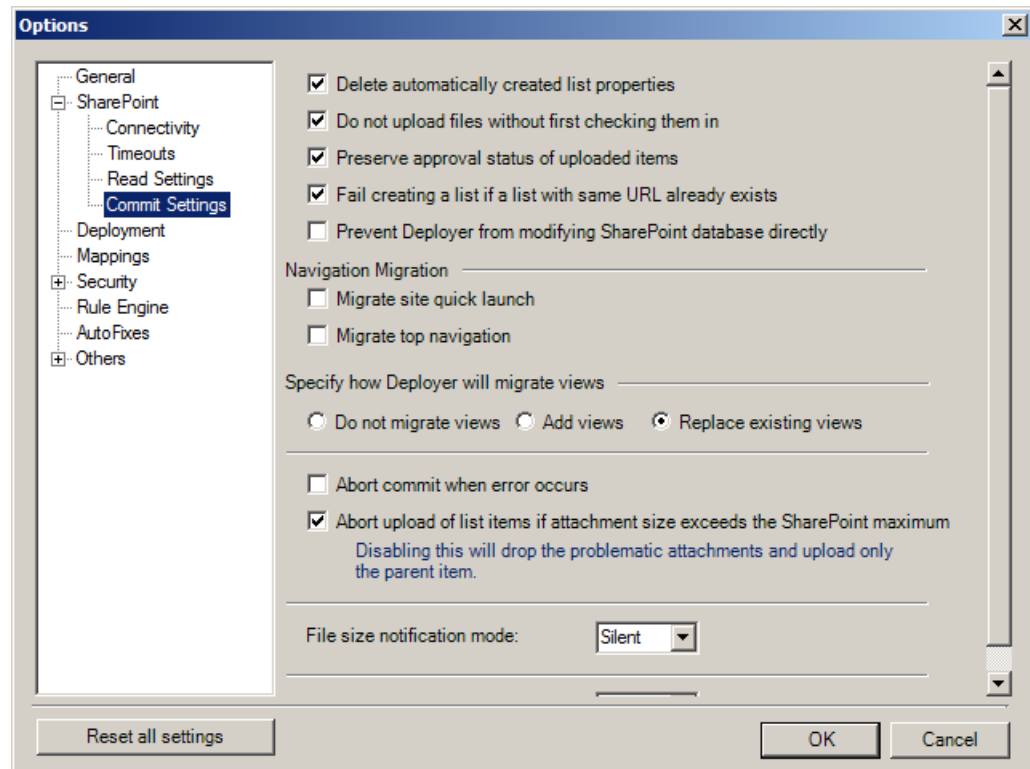 Options
General
SharePoint
Connectivity
Timeouts
Read Settings
Commit Settings
Deployment
Mappings
Security
Rule Engine
AutoFixes
Others
Delete automatically created list properties
Do not upload files without first checking them in
Preserve approval status of uploaded items
Fail creating a list if a list with same URL already exists
Prevent Deployer from modifying SharePoint database directly
Navigation Migration
Migrate site quick launch
Migrate top navigation
Specify how Deployer will migrate views
Do not migrate views Add views Replace existing views
Abort commit when error occurs
Abort upload of list items if attachment size exceeds the SharePoint maximum
Disabling this will drop the problematic attachments and upload only
the parent item.
File size notification mode: Silent
Reset all settings OK Cancel